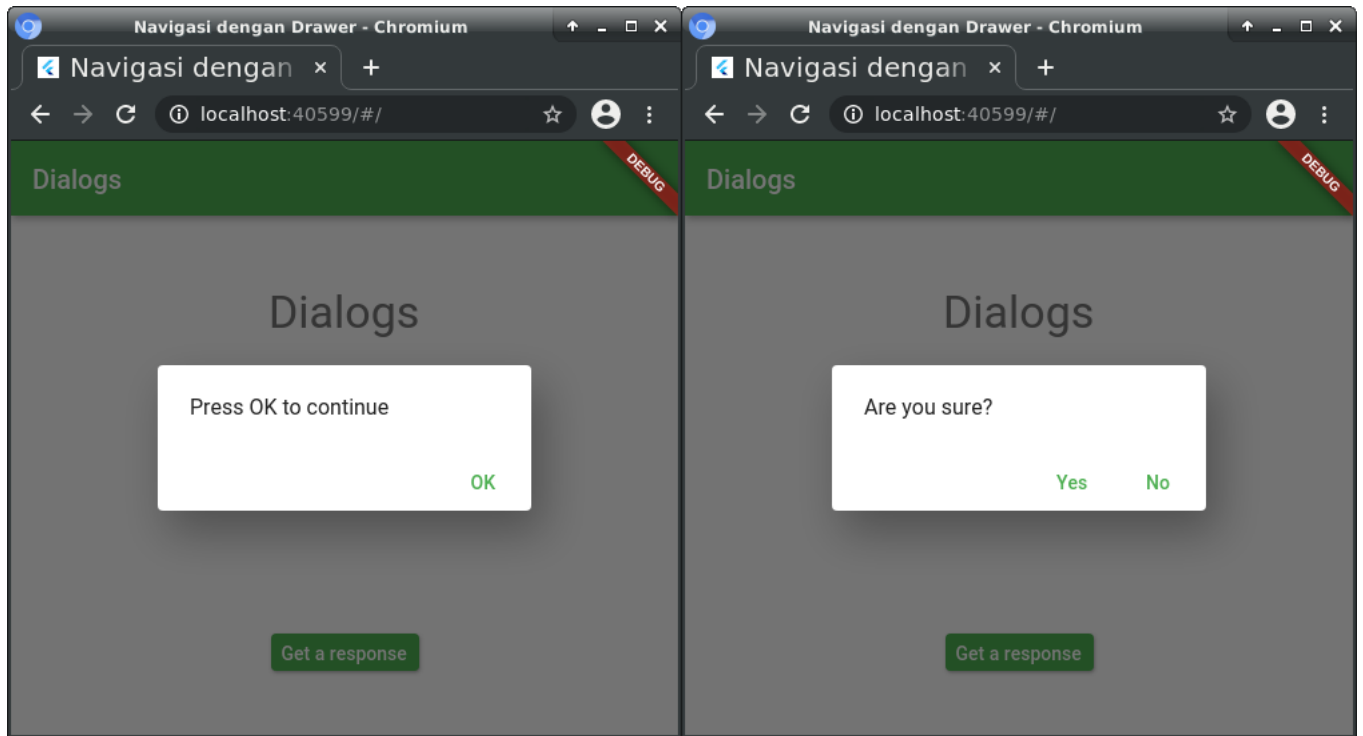 Navigasi dengan Drawer - Chromium
Navigasi dengan
localhost:40599/#/
Dialogs
DEBUG
Dialogs
Press OK to continue
OK
Get a response
Navigasi dengan Drawer - Chromium
Navigasi dengan
localhost:40599/#/
Dialogs
DEBUG
Dialogs
Are you sure?
Yes No
Get a response